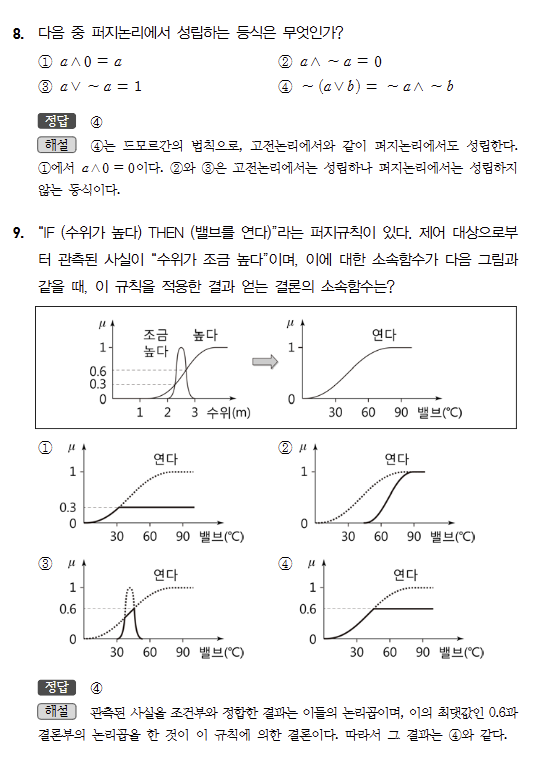 8. 다음 중 퍼지논리에서 성립하는 등식은 무엇인가?
① a∧0 = a ② a∧ ~a = 0
③ a∨ ~a = 1 ④ ~(a∨b) = ~a∧ ~b
정답 ④
해설 ④는 드모르간의 법칙으로, 고전논리에서와 같이 퍼지논리에서도 성립한다.
①에서 a∧0 = 0이다. ②와 ③은 고전논리에서는 성립하나 퍼지논리에서는 성립하지
않는 등식이다.
9. “IF (수위가 높다) THEN (밸브를 연다)”라는 퍼지규칙이 있다. 제어 대상으로부
터 관측된 사실이 “수위가 조금 높다”이며, 이에 대한 소속함수가 다음 그림과
같을 때, 이 규칙을 적용한 결과 얻는 결론의 소속함수는?
μ
조금
높다
높다
1
0.6
0.3
0
1 2 3 수위(m)
μ
연다
1
0
30 60 90 밸브(℃)
① μ
연다
1
0.3
0
30 60 90 밸브(℃)
② μ
연다
1
0
30 60 90 밸브(℃)
③ μ
연다
1
0.6
0
30 60 90 밸브(℃)
④ μ
연다
1
0.6
0
30 60 90 밸브(℃)
정답 ④
해설 관측된 사실을 조건부와 정합한 결과는 이들의 논리곱이며, 이의 최댓값인 0.6과
결론부의 논리곱을 한 것이 이 규칙에 의한 결론이다. 따라서 그 결과는 ④와 같다.